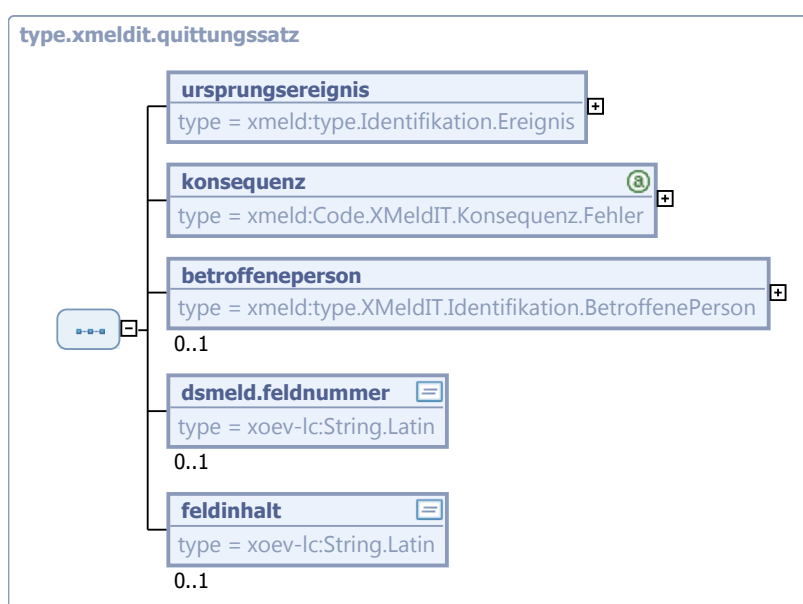 type.xmeldit.quittungssatz
ursprungsereignis
type = xmeld:type.Identifikation.Ereignis
konsequenz
type = xmeld:Code.XMeldIT.Konsequenz.Fehler
betroffeneperson
type = xmeld:type.XMeldIT.Identifikation.BetroffenePerson
0..1
dsmeld.feldnummer
type = xoev-lc:String.Latin
0..1
feldinhalt
type = xoev-lc:String.Latin
0..1